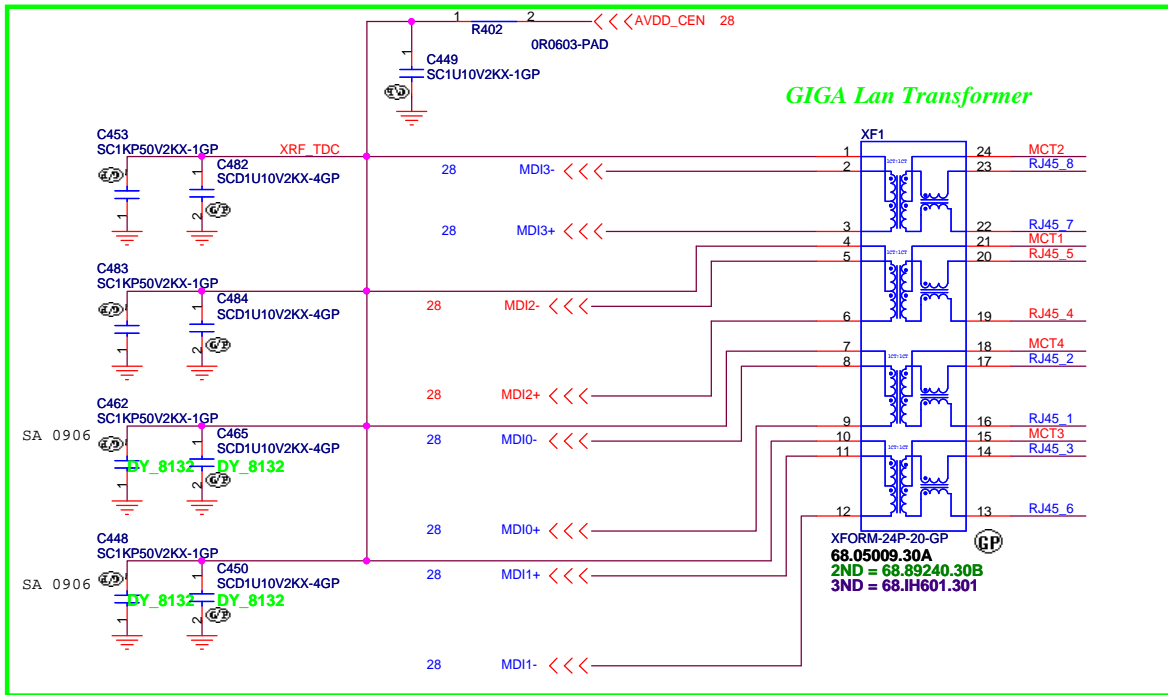 1 R402 2 AVDD_CEN 28
0R0603-PAD
1
C449
SC1U10V2KX-1GP
GIGA Lan Transformer
C453
SC1KP50V2KX-1GP
XRF_TDC
C482
SCD1U10V2KX-4GP
1
1
2
G/P
XF1
28 MDI3- 1 24 MCT2
2 23 RJ45_8
28 MDI3+ 3 22 RJ45_7
4 21 MCT1
5 20 RJ45_5
C483
SC1KP50V2KX-1GP
C484
SCD1U10V2KX-4GP
1
1
2
G/P
28 MDI2- 6 19 RJ45_4
7 18 MCT4
8 17 RJ45_2
28 MDI2+
C462
SC1KP50V2KX-1GP
SA 0906
C465
SCD1U10V2KX-4GP
DY_8132 DY_8132
1
1
2
G/P
28 MDI0- 9 16 RJ45_1
10 15 MCT3
11 14 RJ45_3
28 MDI0+ 12 13 RJ45_6
XFORM-24P-20-GP
GP
68.05009.30A
2ND = 68.89240.30B
3ND = 68.IH601.301
C448
SC1KP50V2KX-1GP
SA 0906
C450
SCD1U10V2KX-4GP
DY_8132 DY_8132
1
1
2
G/P
28 MDI1+
28 MDI1-